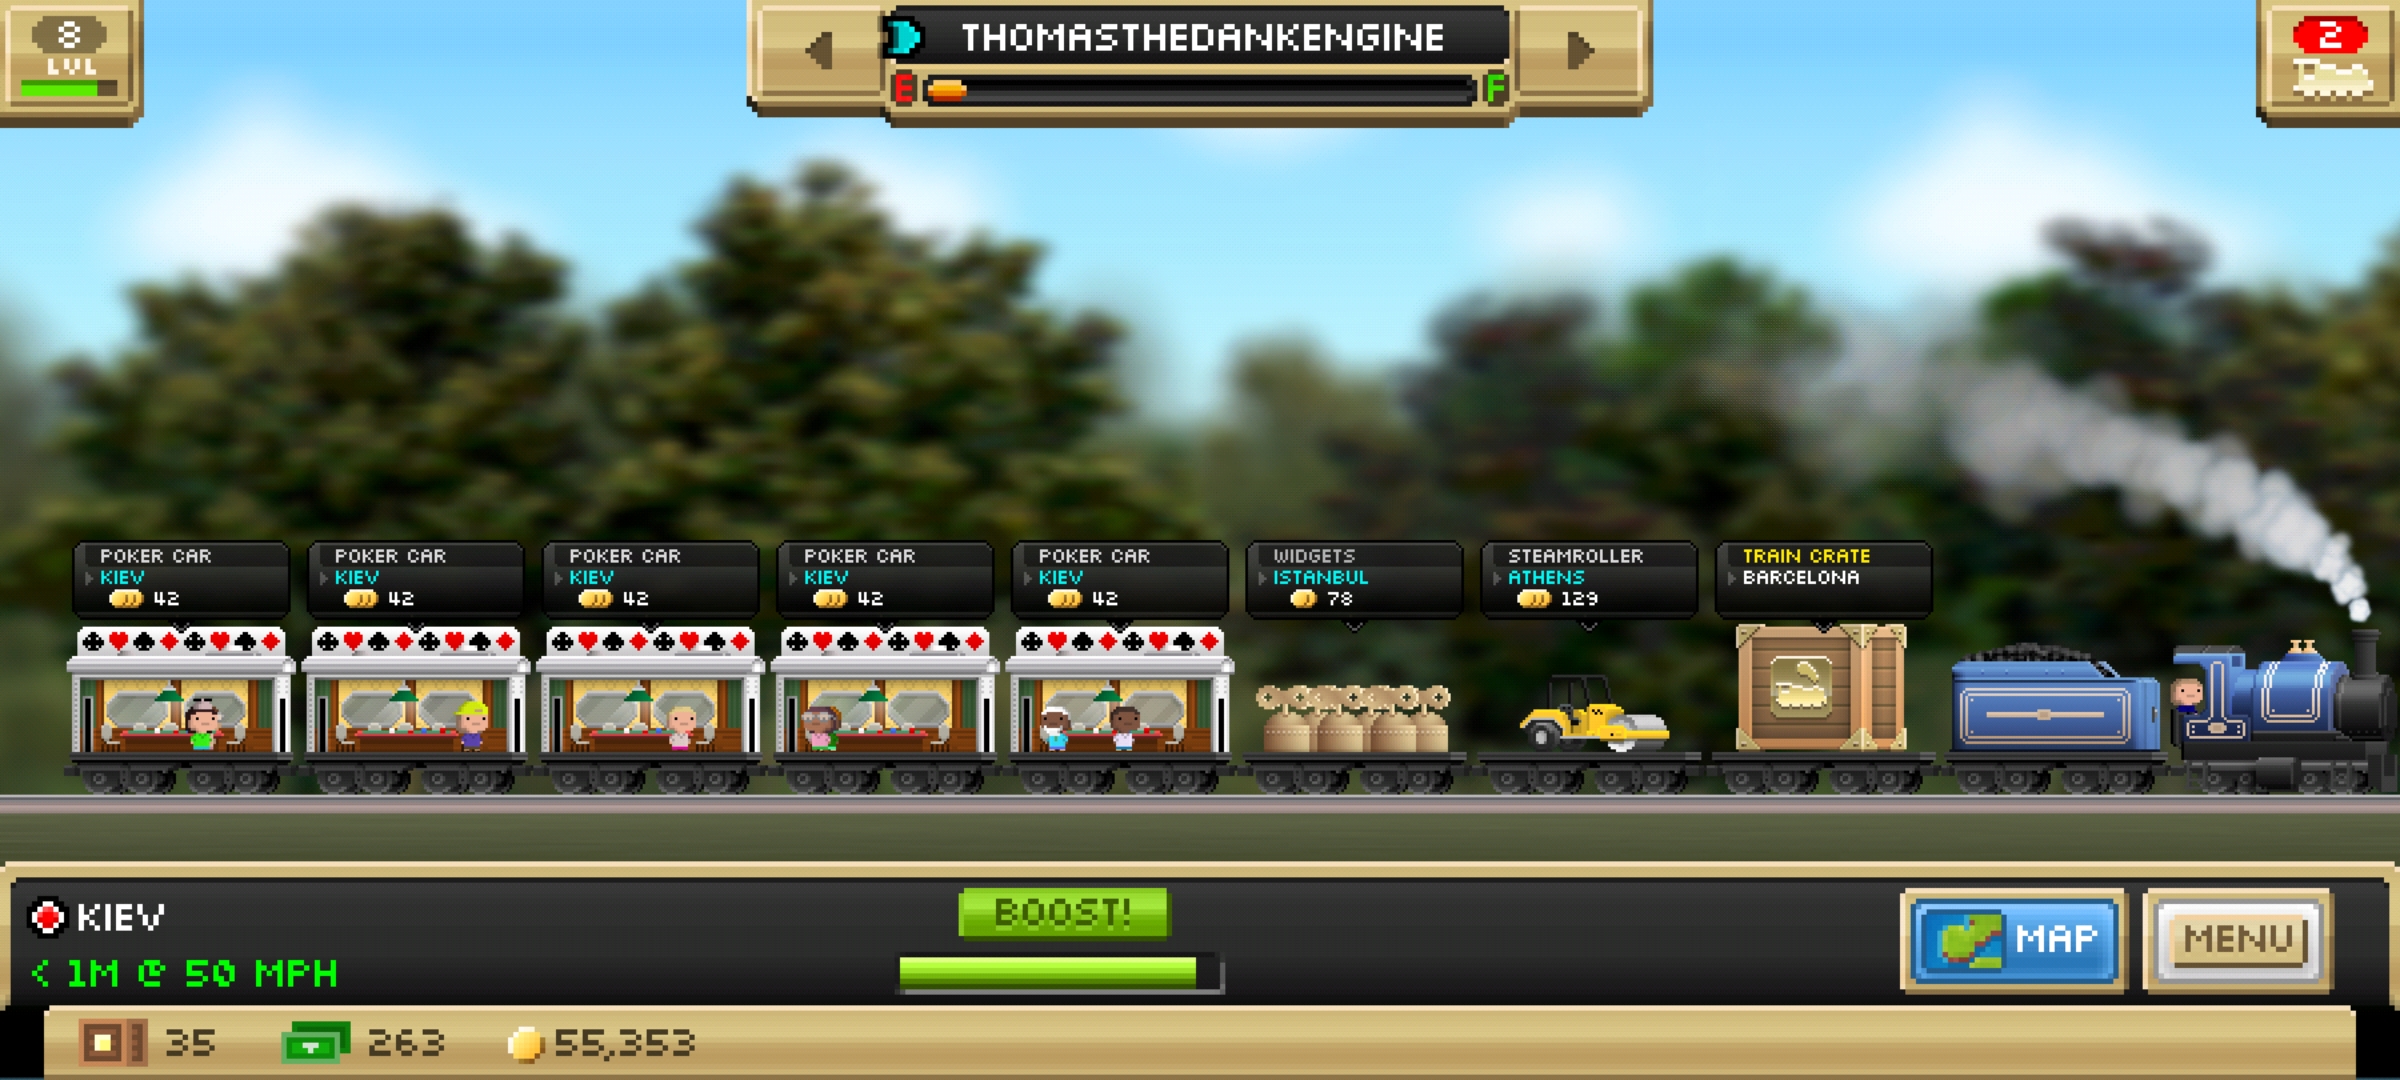 8
LVL
THOMASTHEDANKENGINE
E F
2
POKER CAR
KIEV
42
POKER CAR
KIEV
42
POKER CAR
KIEV
42
POKER CAR
KIEV
42
POKER CAR
KIEV
42
WIDGETS
ISTANBUL
78
STEAMROLLER
ATHENS
129
TRAIN CRATE
BARCELONA
KIEV
< 1M @ 50 MPH
BOOST!
MAP
MENU
35
263
55,353